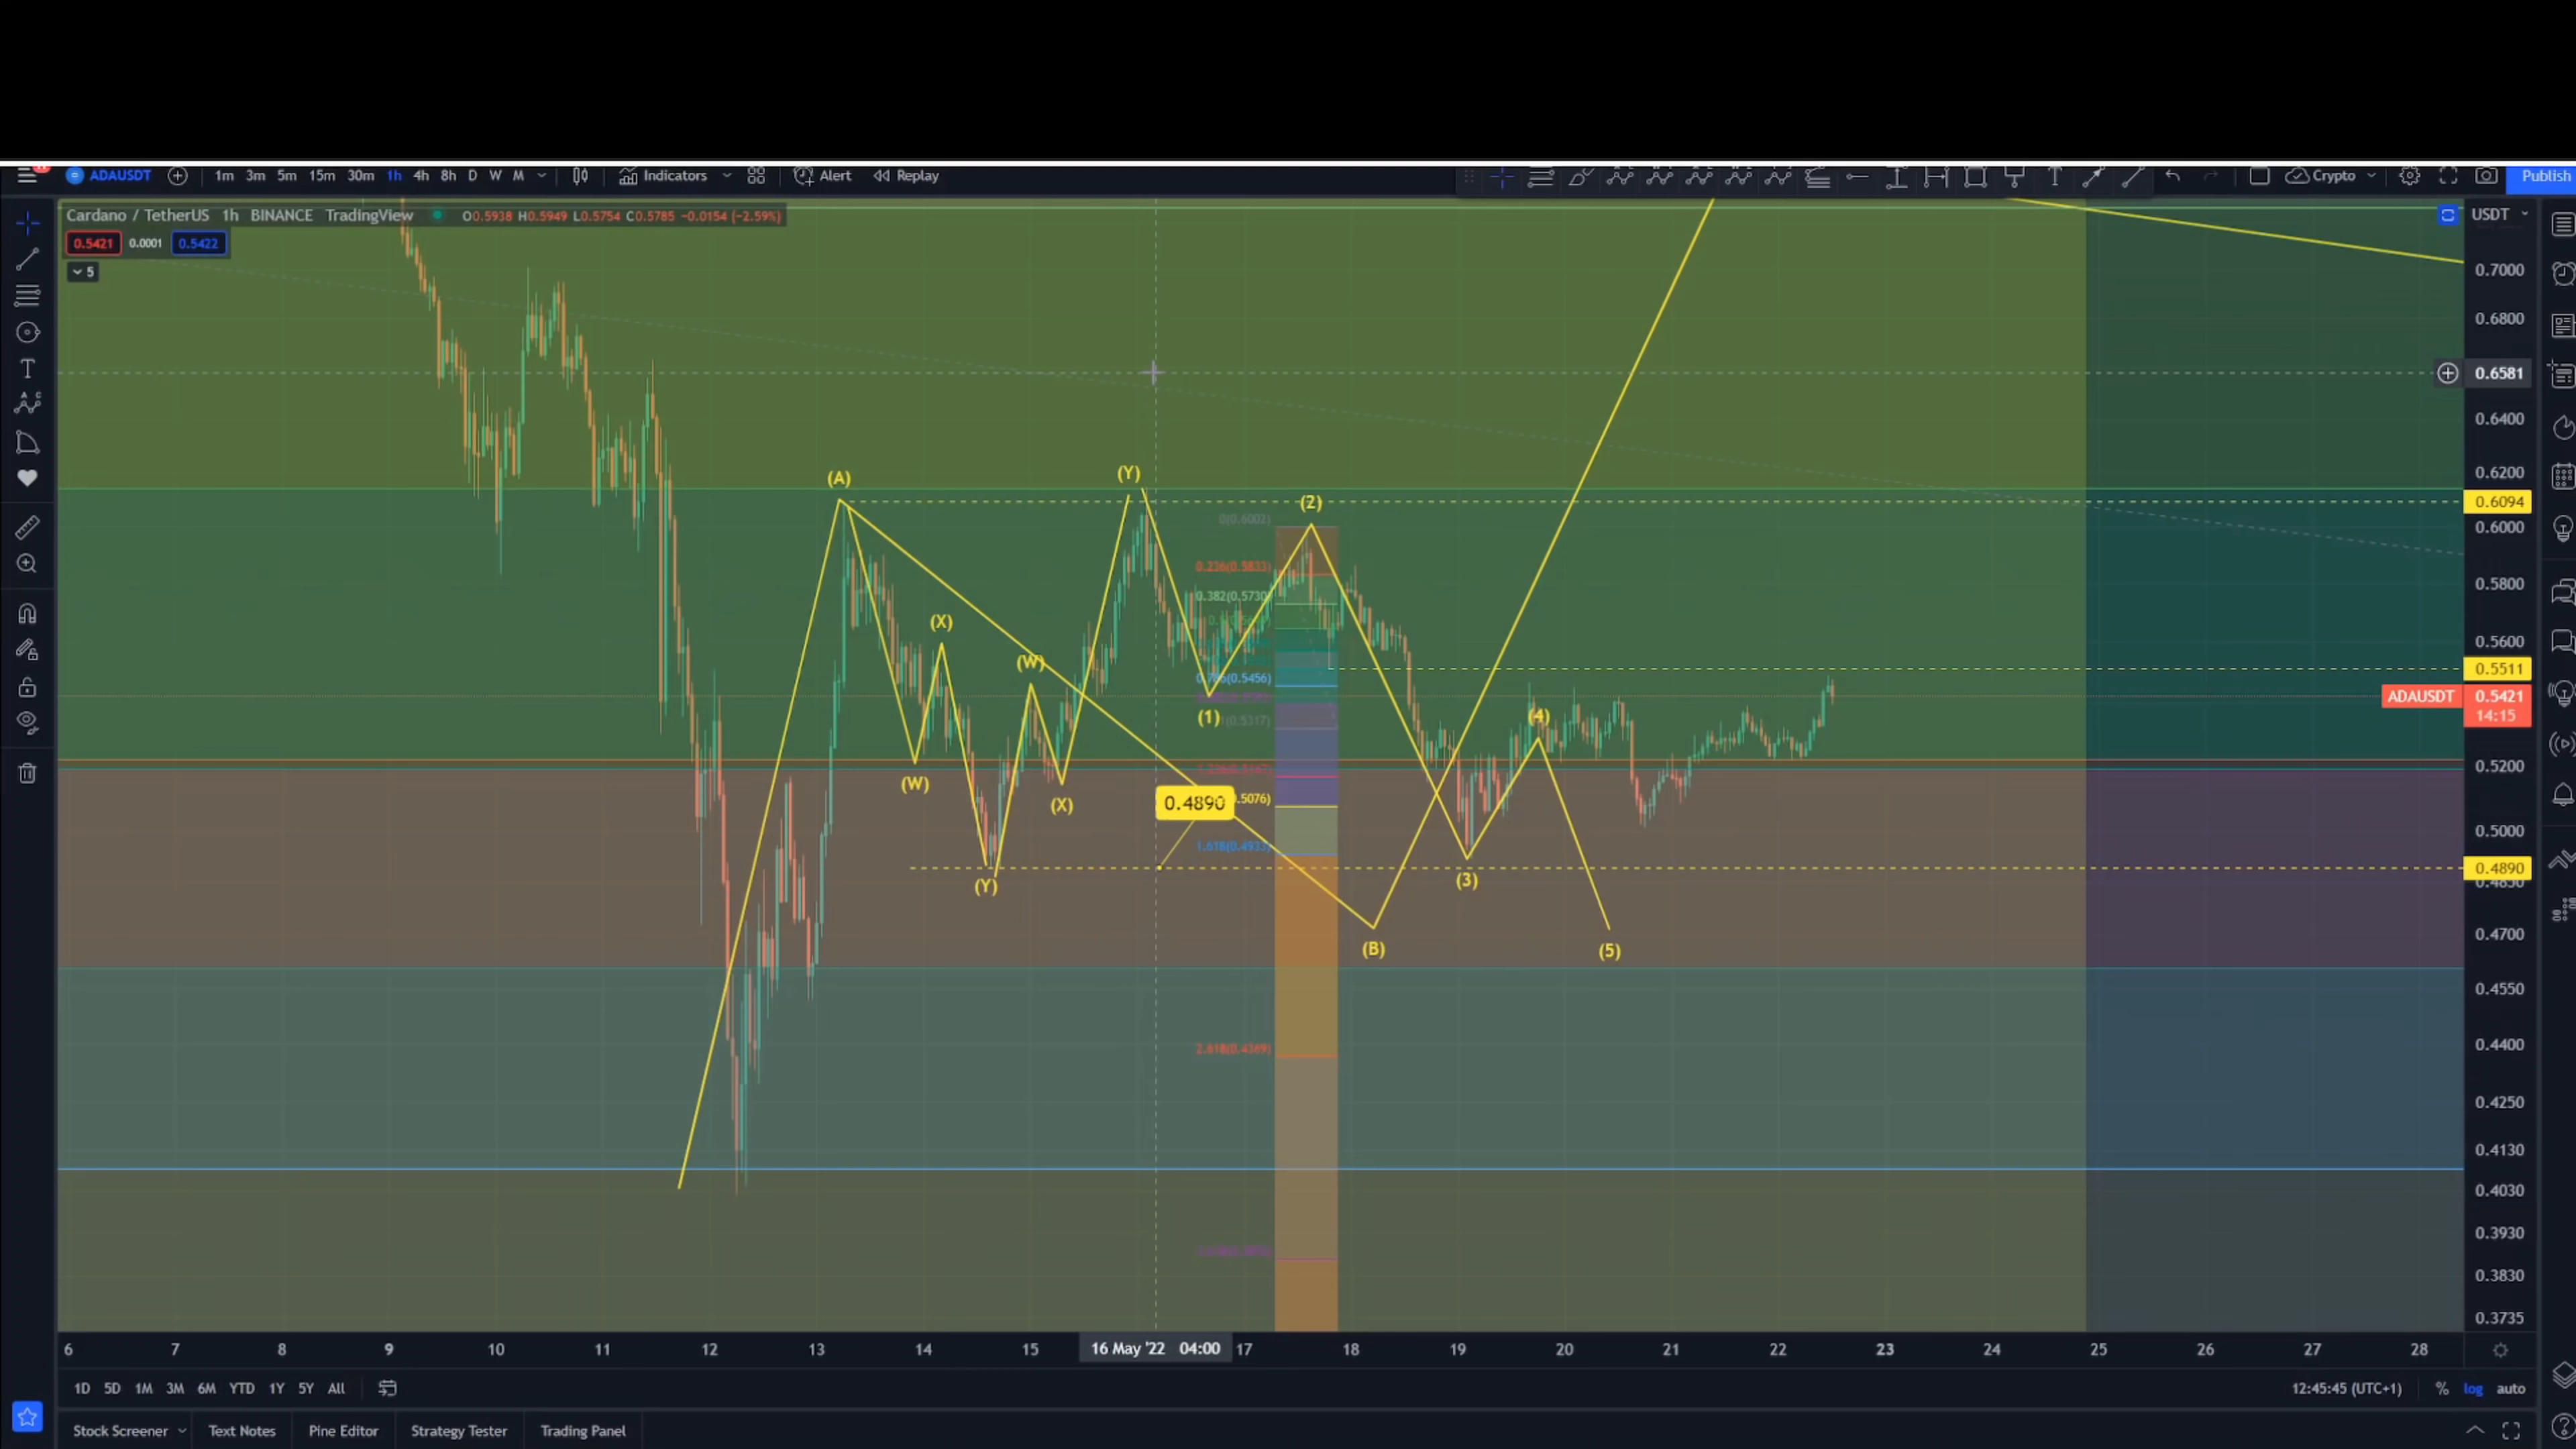 ADAUSDT 1m 3m 5m 15m 30m 1h 4h 8h D W M Indicators Alert Replay Crypto Publish
Cardano / TetherUS 1h BINANCE TradingView O0.5938 H0.5949 L0.5754 C0.5785 -0.0154 (-2.59%) USDT
0.5421 0.0001 0.5422
5
0.7000
0.6800
0.6581
0.6400
(A)
(Y)
(2)
0.6200
0.6094
0(0.6002)
0.6000
0.236(0.5833)
0.5800
0.382(0.5730)
(X)
0.5600
(W)
0.5511
0.786(0.5456)
ADAUSDT 0.5421
14:15
(1)
(4)
0.5200
(W)
(X)
0.4890
0.5000
1.618(0.4933)
0.4890
(Y)
(3)
0.4850
(B)
(5)
0.4700
0.4550
2.618(0.4369)
0.4400
0.4250
0.4130
0.4030
0.3930
0.3830
0.3735
6 7 8 9 10 11 12 13 14 15 16 May '22 04:00 17 18 19 20 21 22 23 24 25 26 27 28
1D 5D 1M 3M 6M YTD 1Y 5Y All 12:45:45 (UTC+1) % log auto
Stock Screener Text Notes Pine Editor Strategy Tester Trading Panel